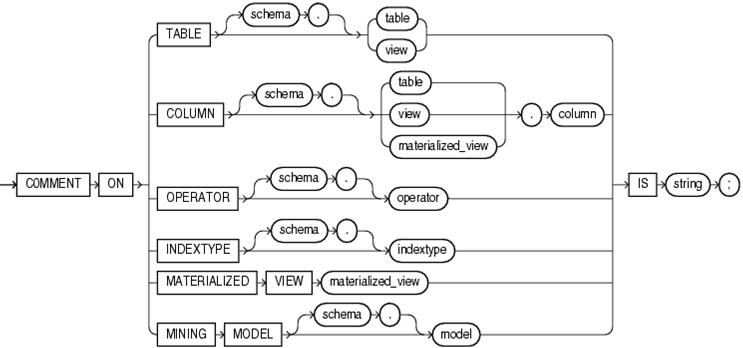 schema .
TABLE table
view
table
schema .
COLUMN view . column
materialized_view
schema .
COMMENT ON IS string ;
OPERATOR operator
schema .
INDEXTYPE indextype
MATERIALIZED VIEW materialized_view
schema .
MINING MODEL model